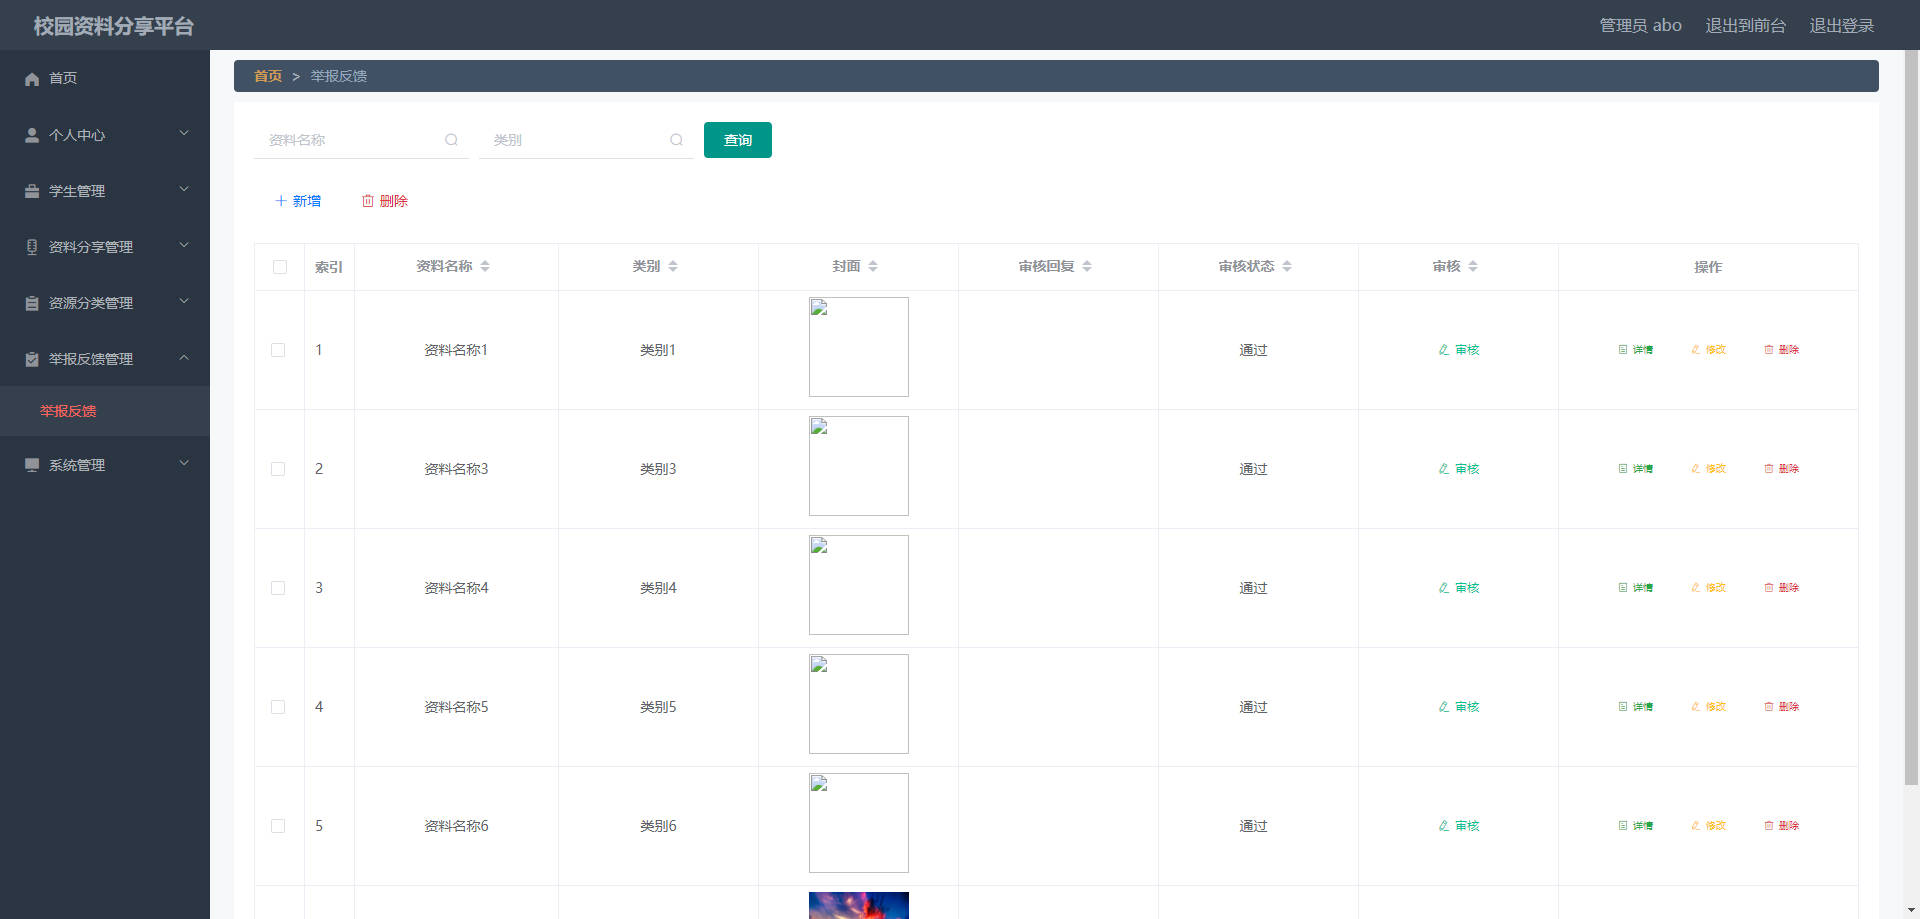 校园资料分享平台
管理员 abo 退出到前台 退出登录
首页
个人中心
学生管理
资料分享管理
资源分类管理
举报反馈管理
举报反馈
系统管理
首页 > 举报反馈
资料名称 类别 查询
新增 删除
索引 资料名称 类别 封面 审核回复 审核状态 审核 操作
1 资料名称1 类别1 通过 审核 详情 修改 删除
2 资料名称3 类别3 通过 审核 详情 修改 删除
3 资料名称4 类别4 通过 审核 详情 修改 删除
4 资料名称5 类别5 通过 审核 详情 修改 删除
5 资料名称6 类别6 通过 审核 详情 修改 删除